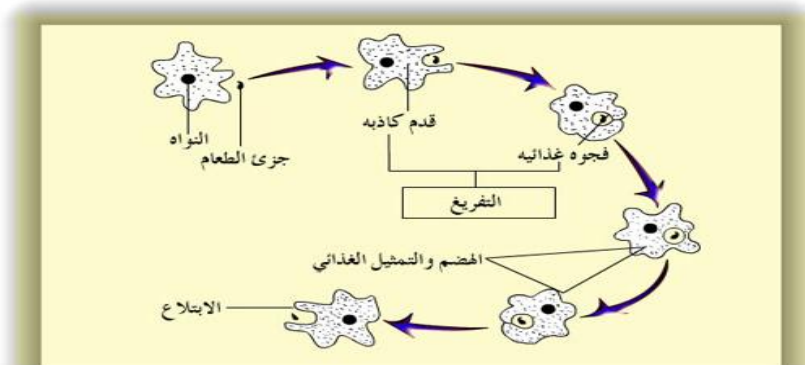 النواه
جزئ الطعام
قدم كاذبه
فجوه غذائيه
التفريغ
الهضم والتمثيل الغذائي
الابتلاع